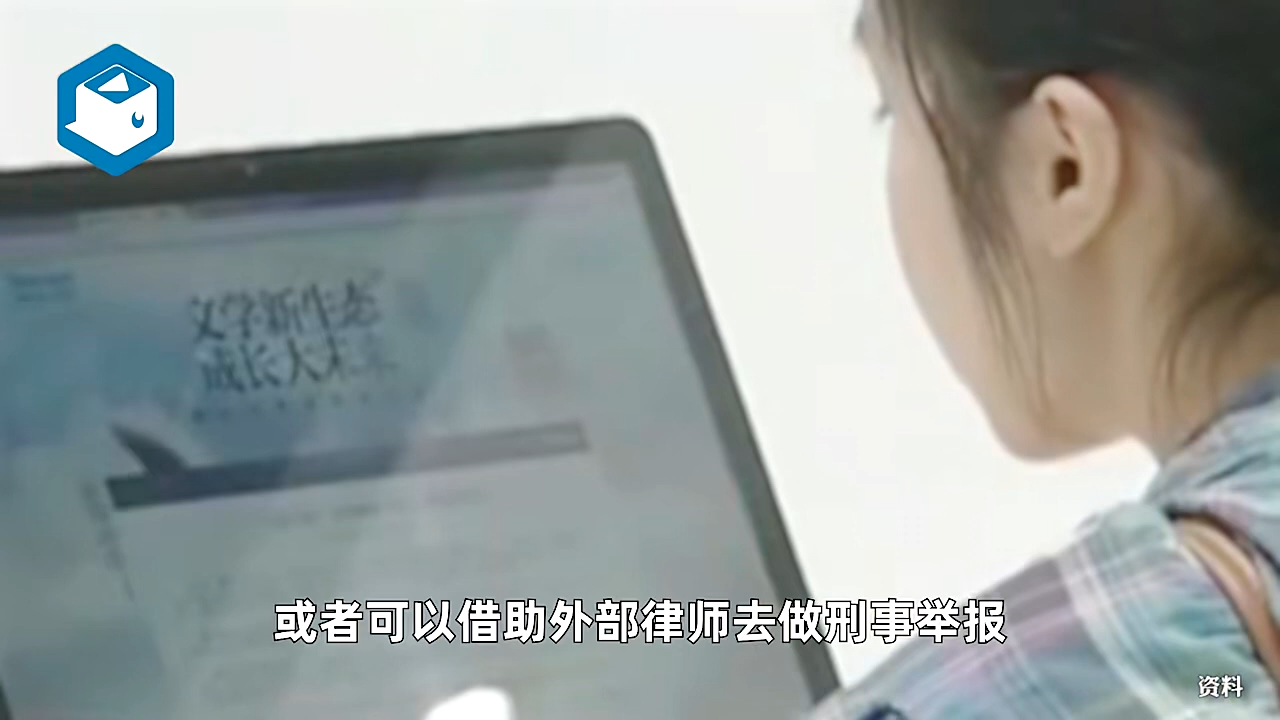 文学新生态
成长大未来
或者可以借助外部律师去做刑事举报
资料